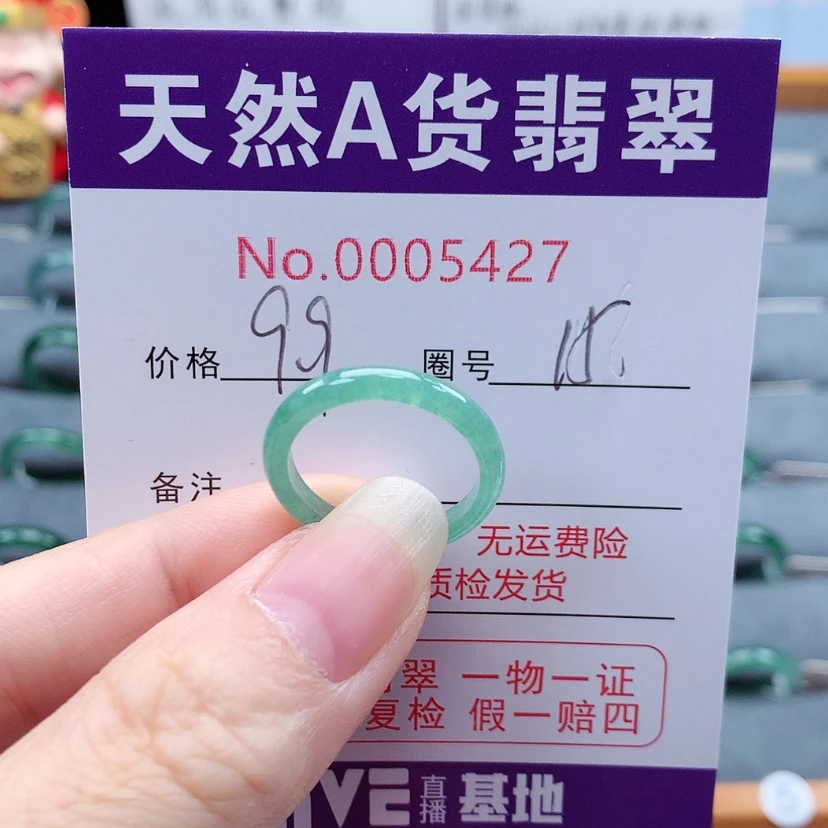 天然A货翡翠
No.0005427
价格 99 圈号
备注
无运费险
质检发货
翠 一物一证
复检 假一赔四
IVE 直播 基地